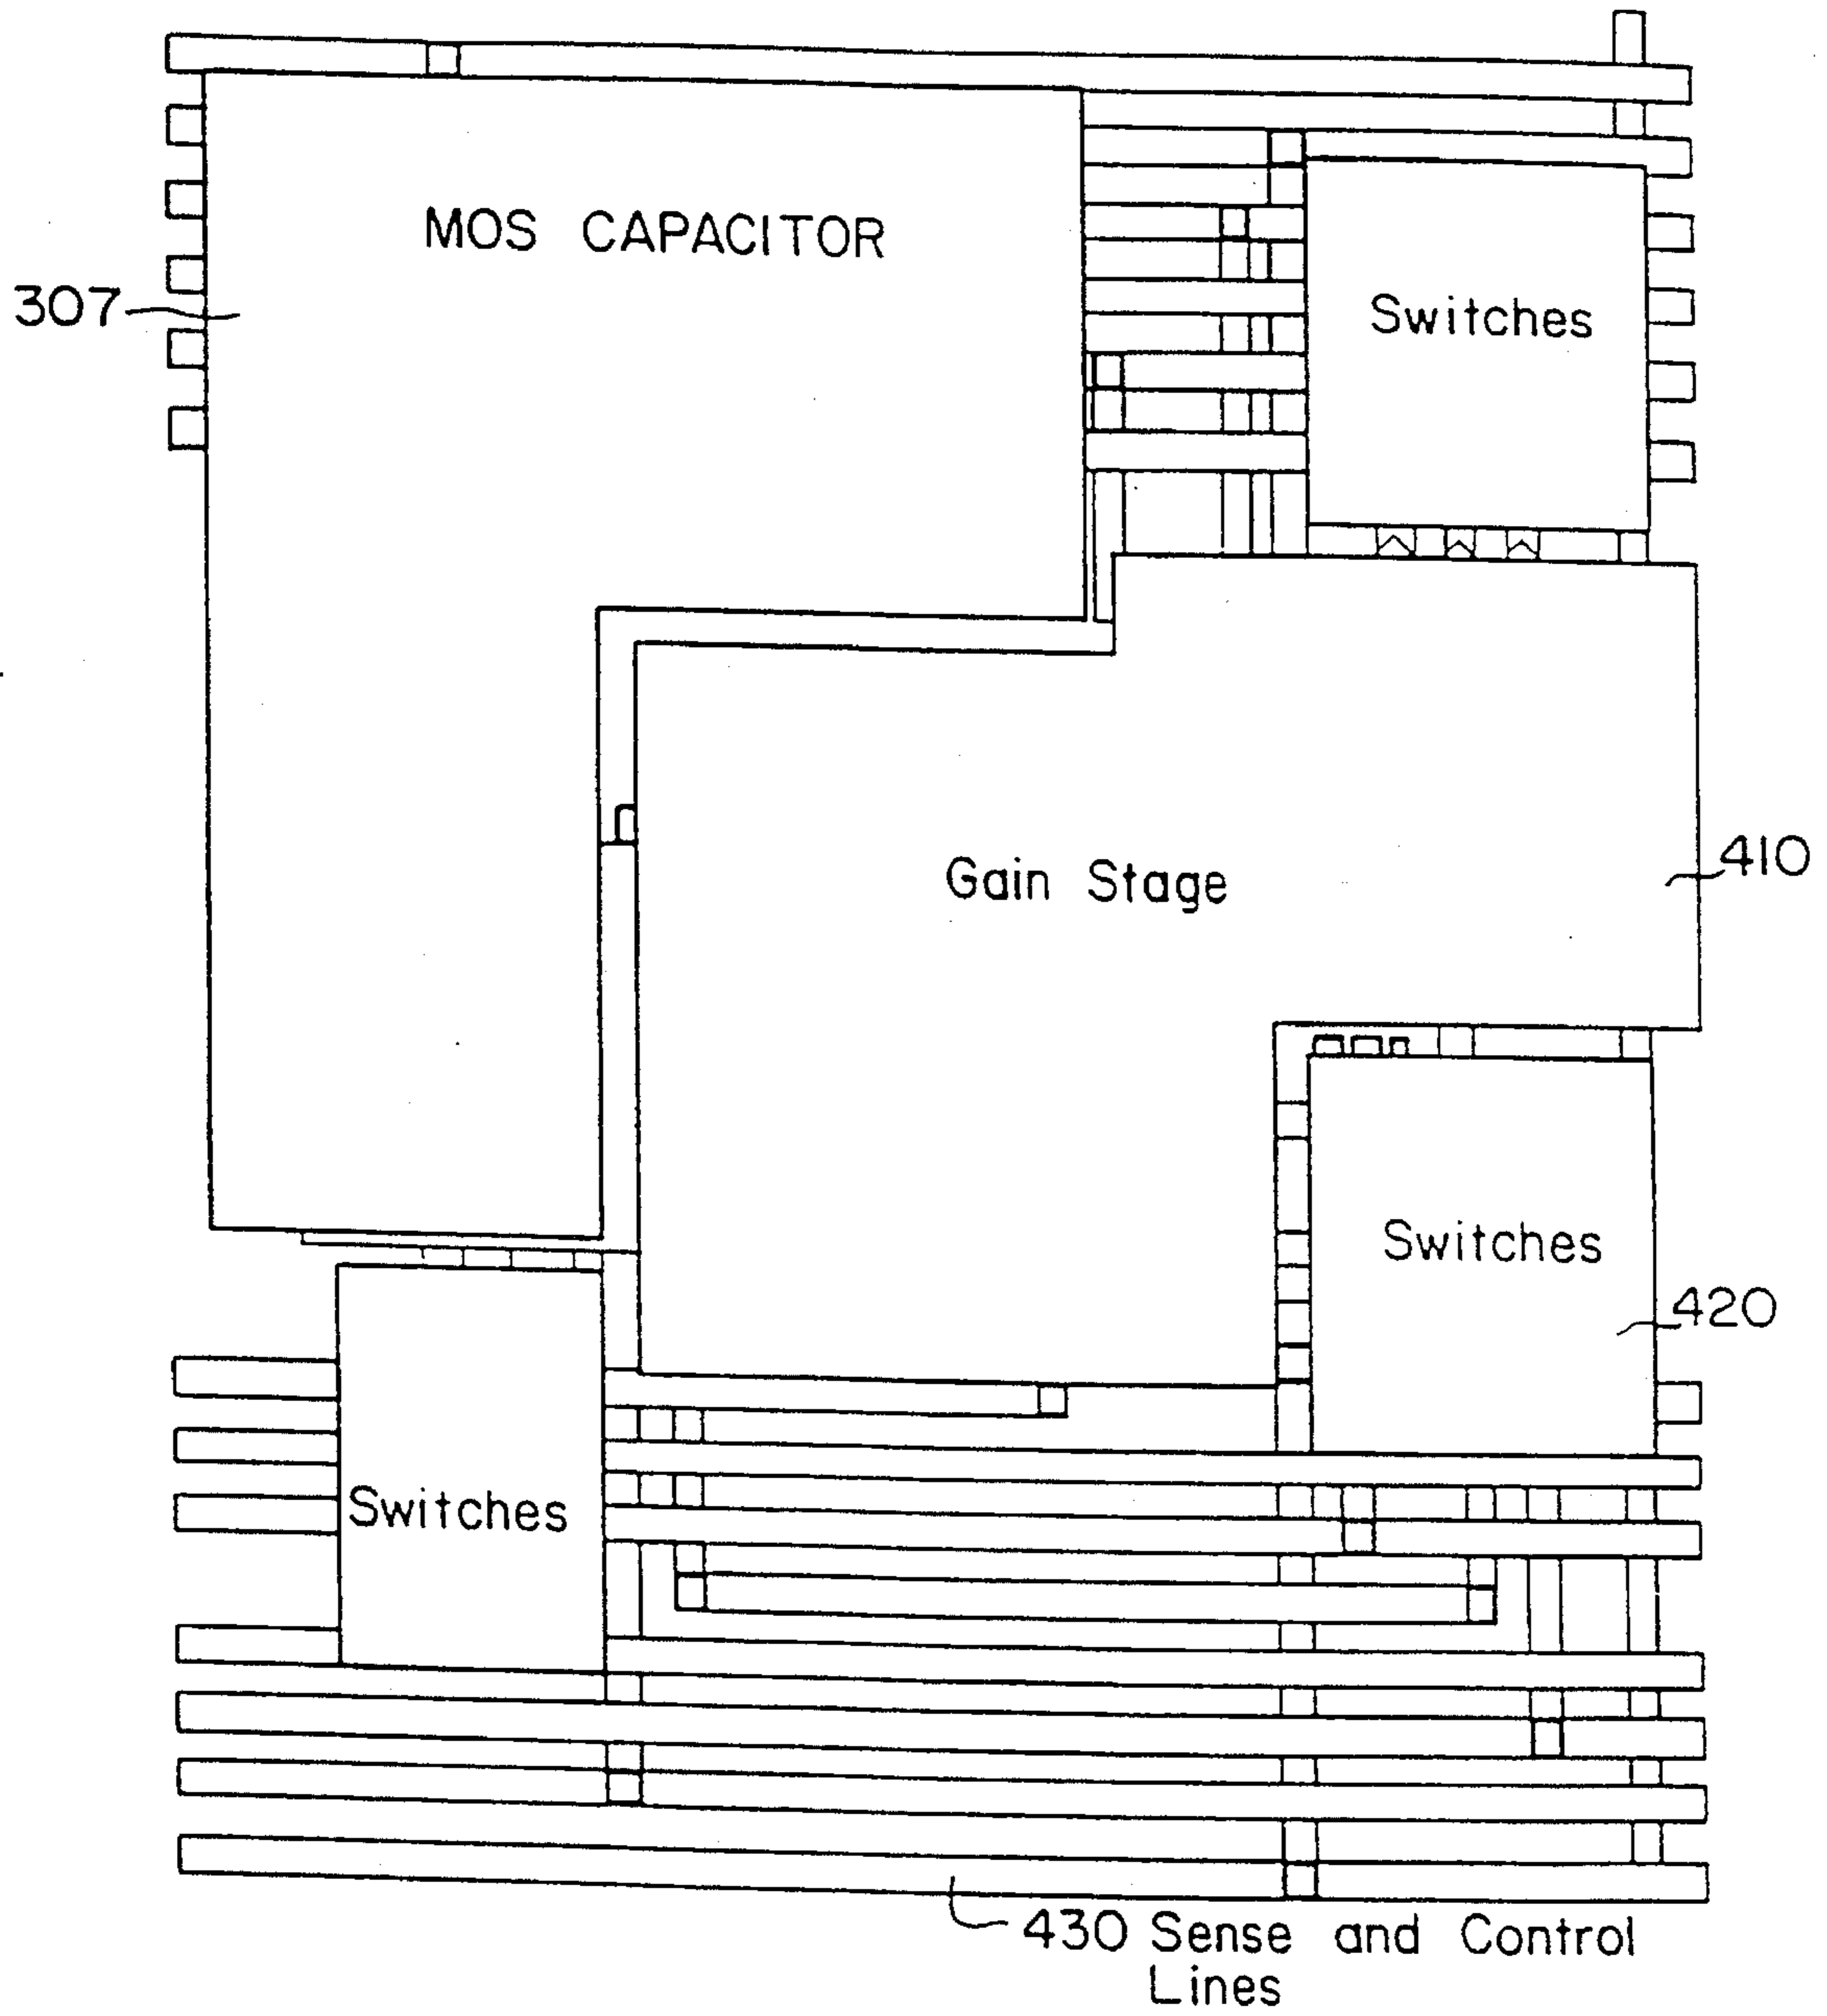 MOS CAPACITOR
307
Switches
Gain Stage
410
Switches
420
Switches
430 Sense and Control
Lines